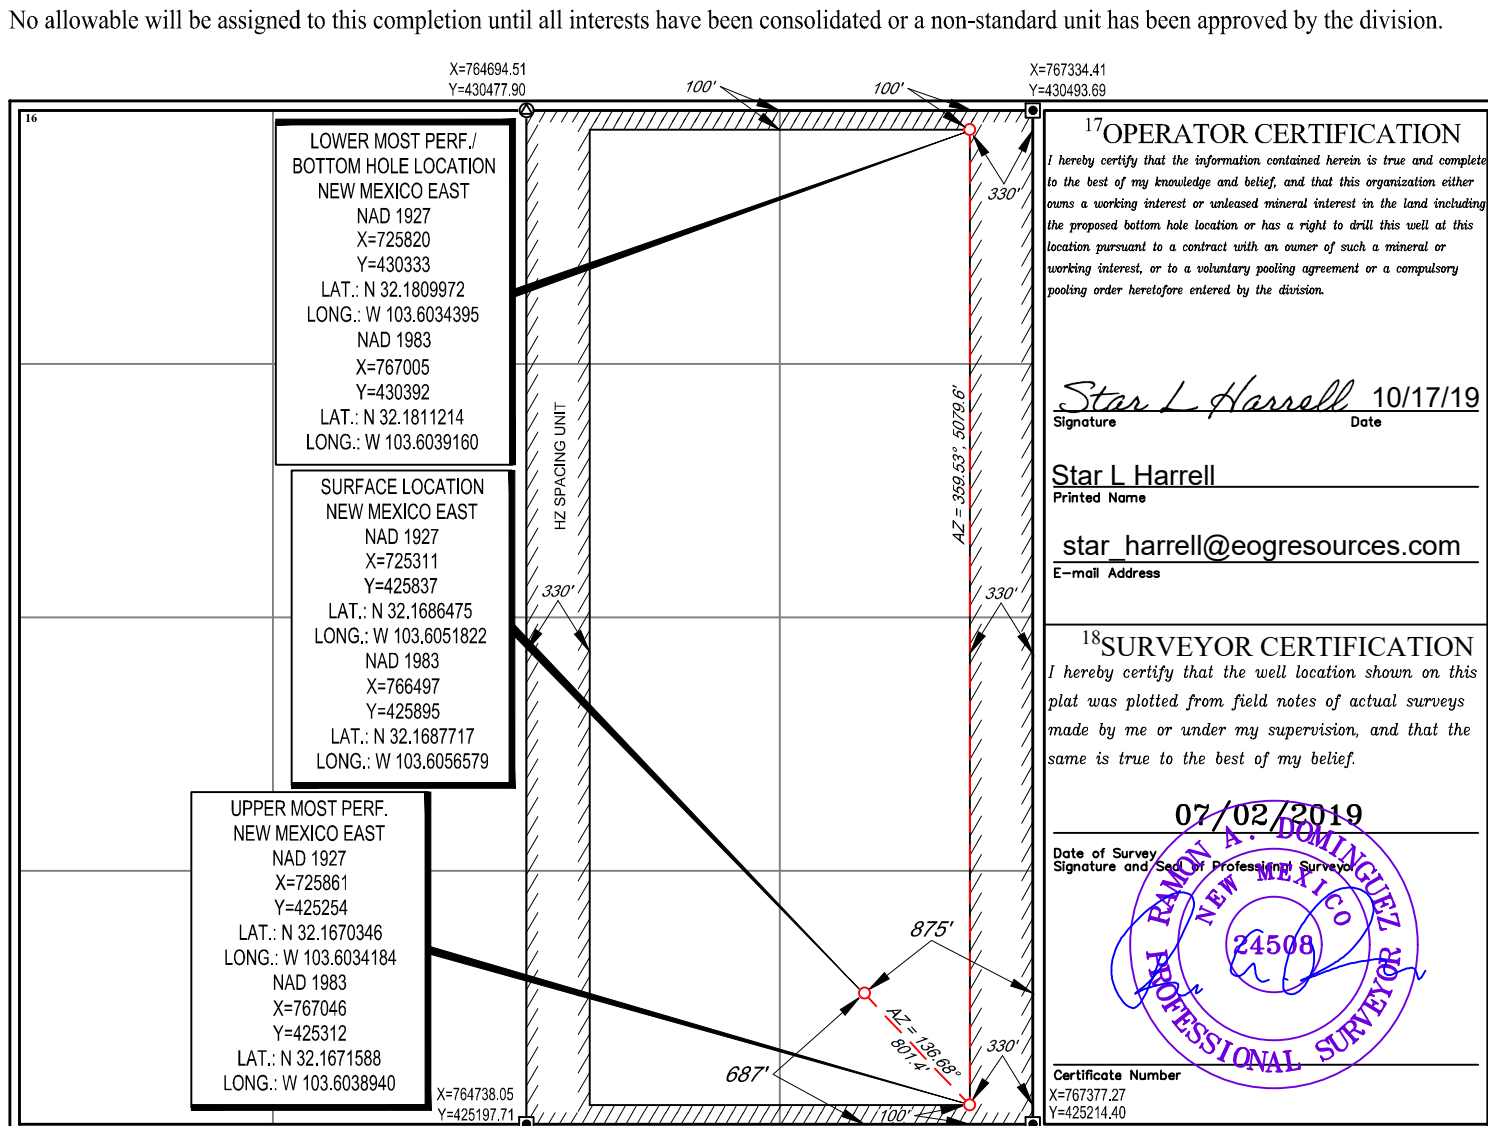 No allowable will be assigned to this completion until all interests have been consolidated or a non-standard unit has been approved by the division.
X=764694.51
Y=430477.90
X=767334.41
Y=430493.69
100'
100'
16
LOWER MOST PERF./
BOTTOM HOLE LOCATION
NEW MEXICO EAST
NAD 1927
X=725820
Y=430333
LAT.: N 32.1809972
LONG.: W 103.6034395
NAD 1983
X=767005
Y=430392
LAT.: N 32.1811214
LONG.: W 103.6039160
330'
SURFACE LOCATION
NEW MEXICO EAST
NAD 1927
X=725311
Y=425837
LAT.: N 32.1686475
LONG.: W 103.6051822
NAD 1983
X=766497
Y=425895
LAT.: N 32.1687717
LONG.: W 103.6056579
HZ SPACING UNIT
AZ = 359.53°, 5079.6'
330'
330'
UPPER MOST PERF.
NEW MEXICO EAST
NAD 1927
X=725861
Y=425254
LAT.: N 32.1670346
LONG.: W 103.6034184
NAD 1983
X=767046
Y=425312
LAT.: N 32.1671588
LONG.: W 103.6038940
875'
AZ = 136.68°
801.4'
687'
330'
100'
X=764738.05
Y=425197.71
17OPERATOR CERTIFICATION
I hereby certify that the information contained herein is true and complete
to the best of my knowledge and belief, and that this organization either
owns a working interest or unleased mineral interest in the land including
the proposed bottom hole location or has a right to drill this well at this
location pursuant to a contract with an owner of such a mineral or
working interest, or to a voluntary pooling agreement or a compulsory
pooling order heretofore entered by the division.
Star L Harrell 10/17/19
Signature Date
Star L Harrell
Printed Name
star_harrell@eogresources.com
E-mail Address
18SURVEYOR CERTIFICATION
I hereby certify that the well location shown on this
plat was plotted from field notes of actual surveys
made by me or under my supervision, and that the
same is true to the best of my belief.
07/02/2019
Date of Survey
Signature and Seal of Professional Surveyor
RAMON A. DOMINGUEZ
NEW MEXICO
24508
PROFESSIONAL SURVEYOR
Certificate Number
X=767377.27
Y=425214.40